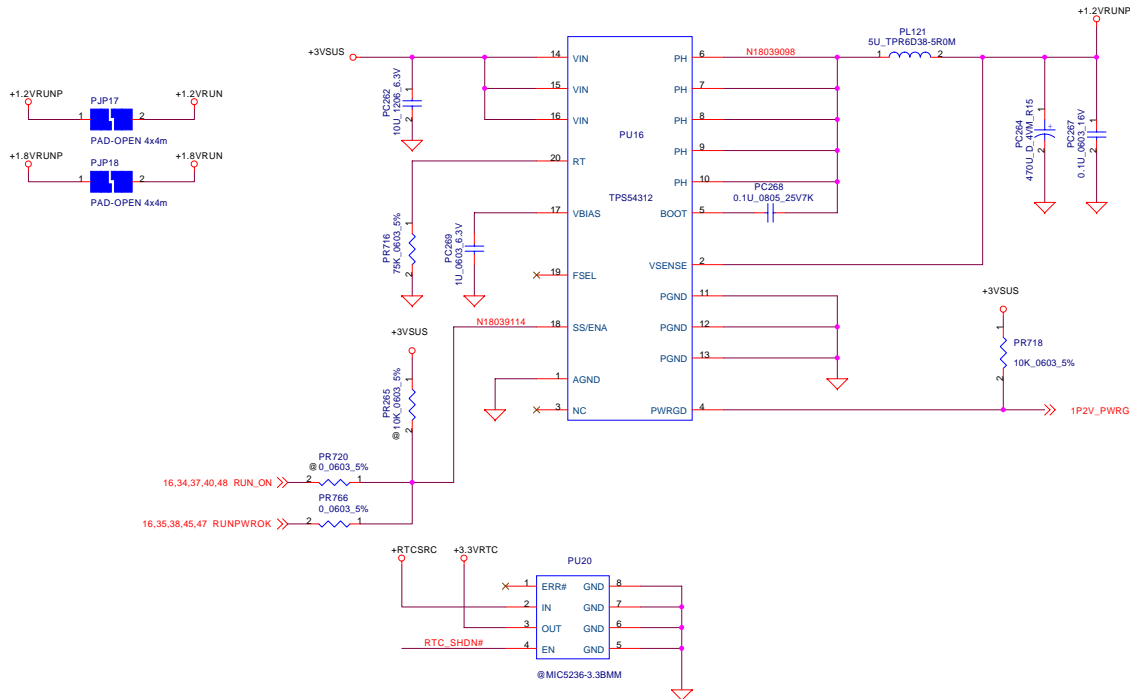 +1.2VRUNP
+1.2VRUN
PJP17
1
2
PAD-OPEN 4x4m
+1.8VRUNP
+1.8VRUN
PJP18
1
2
PAD-OPEN 4x4m
+3VSUS
PC262
10U_1206_6.3V
1
2
PR716
75K_0603_5%
1
2
PC269
1U_0603_6.3V
1
2
N18039114
+3VSUS
PR265
@ 10K_0603_5%
1
2
PR720
@ 0_0603_5%
16,34,37,40,48 RUN_ON
2
1
PR766
0_0603_5%
16,35,38,45,47 RUNPWROK
2
1
PU16
TPS54312
14 VIN
15 VIN
16 VIN
20 RT
17 VBIAS
19 FSEL
18 SS/ENA
1 AGND
3 NC
PH 6
PH 7
PH 8
PH 9
PH 10
BOOT 5
VSENSE 2
PGND 11
PGND 12
PGND 13
PWRGD 4
N18039098
PL121
5U_TPR6D38-5R0M
1
2
+1.2VRUNP
PC268
0.1U_0805_25V7K
PC264
470U_D_4VM_R15
+
1
2
PC267
0.1U_0603_16V
1
2
+3VSUS
1
PR718
10K_0603_5%
2
1P2V_PWRG
+RTCSRC
+3.3VRTC
PU20
1 ERR# GND 8
2 IN GND 7
3 OUT GND 6
RTC_SHDN# 4 EN GND 5
@MIC5236-3.3BMM